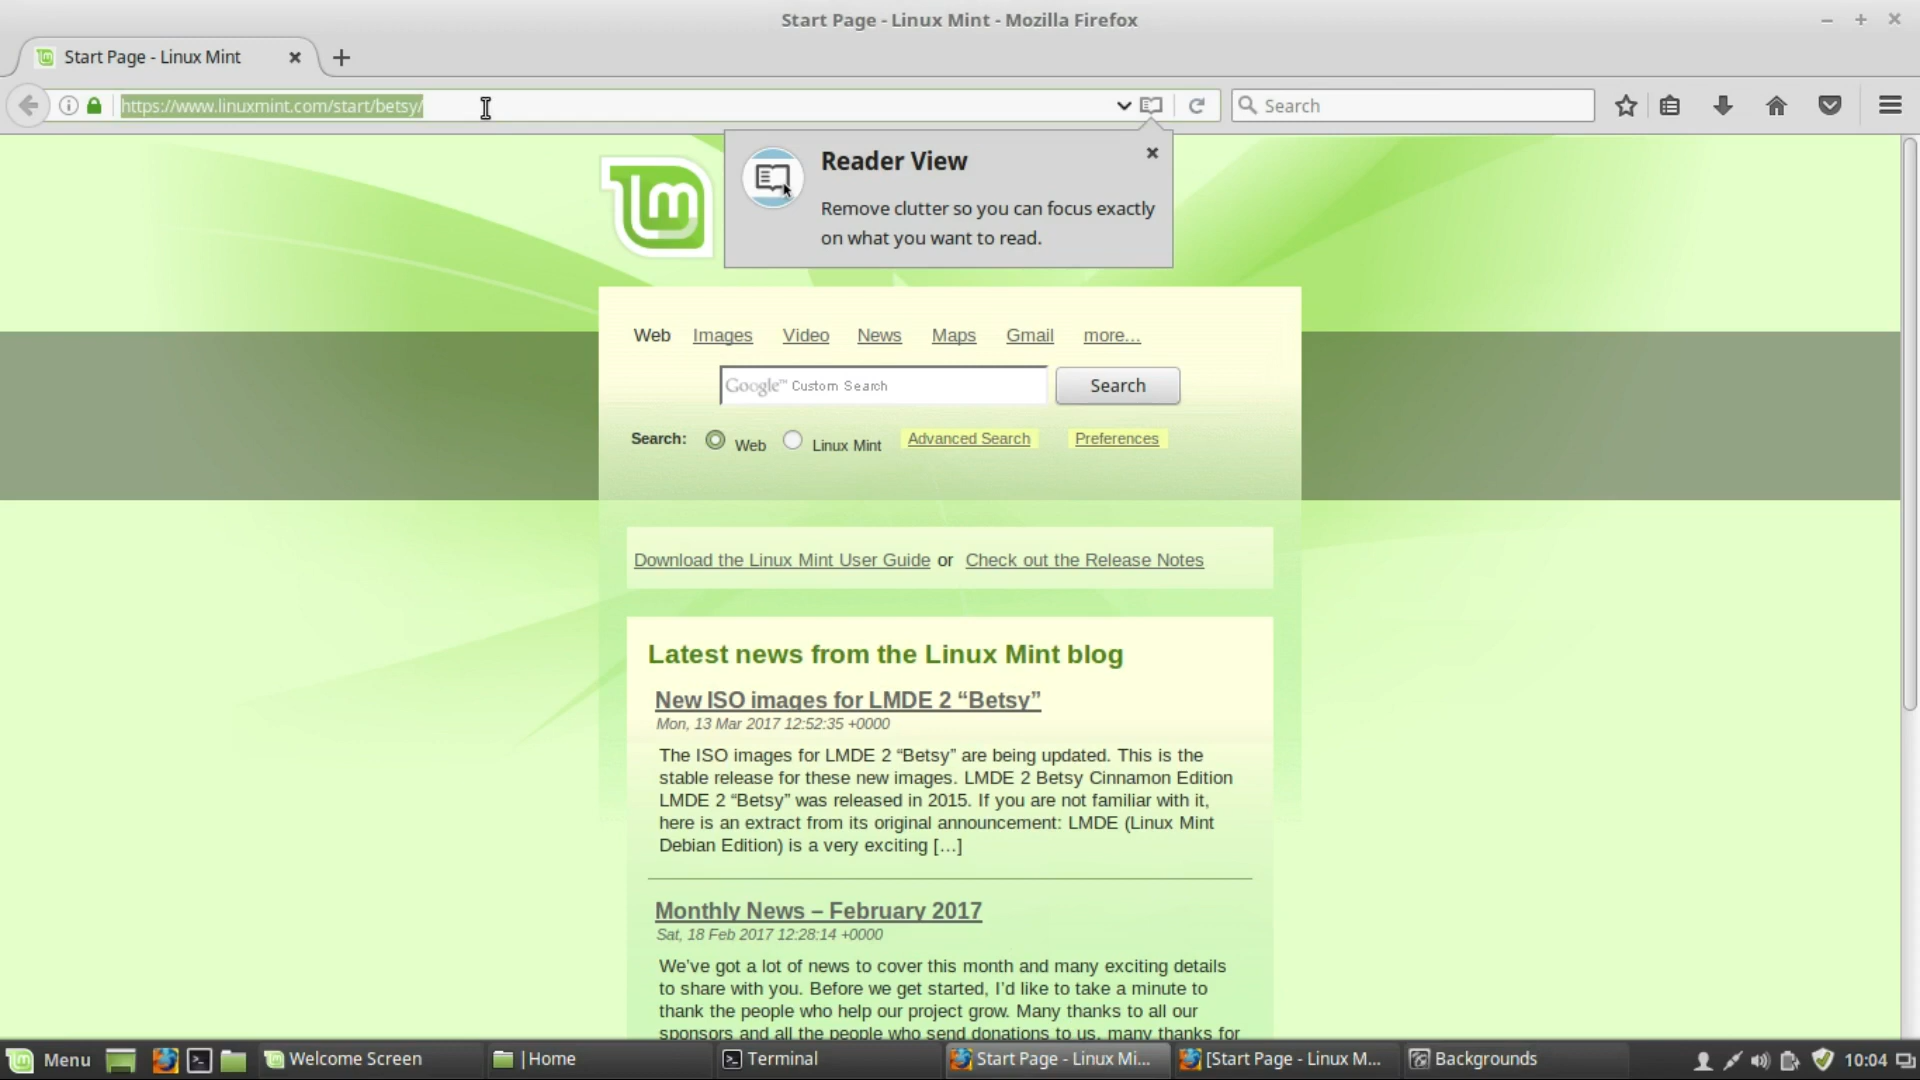 Start Page - Linux Mint - Mozilla Firefox
Start Page - Linux Mint
https://www.linuxmint.com/start/betsy/
Search
Reader View
Remove clutter so you can focus exactly
on what you want to read.
lm
Web Images Video News Maps Gmail more...
Google™ Custom Search
Search
Search: Web Linux Mint Advanced Search Preferences
Download the Linux Mint User Guide or Check out the Release Notes
Latest news from the Linux Mint blog
New ISO images for LMDE 2 “Betsy”
Mon, 13 Mar 2017 12:52:35 +0000
The ISO images for LMDE 2 “Betsy” are being updated. This is the
stable release for these new images. LMDE 2 Betsy Cinnamon Edition
LMDE 2 “Betsy” was released in 2015. If you are not familiar with it,
here is an extract from its original announcement: LMDE (Linux Mint
Debian Edition) is a very exciting […]
Monthly News – February 2017
Sat, 18 Feb 2017 12:28:14 +0000
We’ve got a lot of news to cover this month and many exciting details
to share with you. Before we get started, I’d like to take a minute to
thank the people who help our project grow. Many thanks to all our
sponsors and all the people who send donations to us, many thanks for
Menu Welcome Screen |Home Terminal Start Page - Linux Mi... [Start Page - Linux M... Backgrounds 10:04